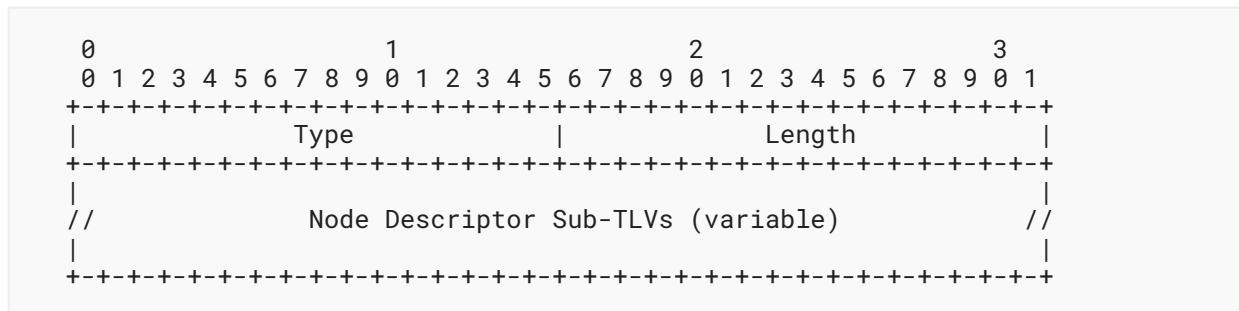 0                   1                   2                   3
 0 1 2 3 4 5 6 7 8 9 0 1 2 3 4 5 6 7 8 9 0 1 2 3 4 5 6 7 8 9 0 1
+-+-+-+-+-+-+-+-+-+-+-+-+-+-+-+-+-+-+-+-+-+-+-+-+-+-+-+-+-+-+-+-+
|              Type             |             Length            |
+-+-+-+-+-+-+-+-+-+-+-+-+-+-+-+-+-+-+-+-+-+-+-+-+-+-+-+-+-+-+-+-+
|                                                               |
//              Node Descriptor Sub-TLVs (variable)            //
|                                                               |
+-+-+-+-+-+-+-+-+-+-+-+-+-+-+-+-+-+-+-+-+-+-+-+-+-+-+-+-+-+-+-+-+